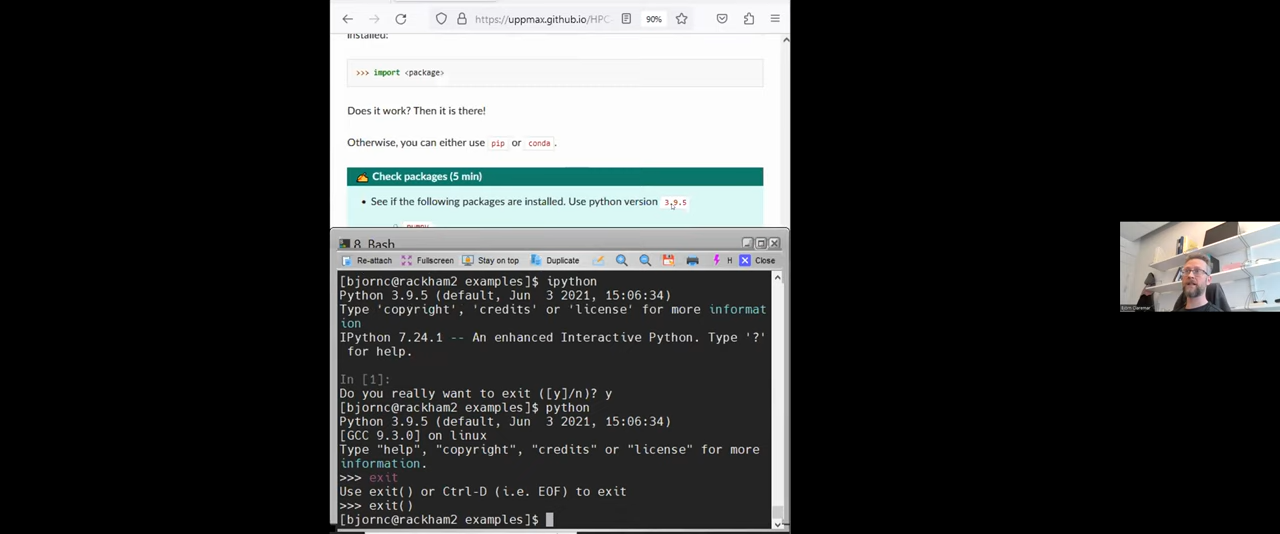 https://uppmax.github.io/HPC-
90%
installed:
>>> import <package>
Does it work? Then it is there!
Otherwise, you can either use pip or conda.
Check packages (5 min)
• See if the following packages are installed. Use python version 3.9.5
8. Bash
Re-attach Fullscreen Stay on top Duplicate H Close
[bjornc@rackham2 examples]$ ipython
Python 3.9.5 (default, Jun 3 2021, 15:06:34)
Type 'copyright', 'credits' or 'license' for more informat
ion
IPython 7.24.1 -- An enhanced Interactive Python. Type '?'
for help.
In [1]:
Do you really want to exit ([y]/n)? y
[bjornc@rackham2 examples]$ python
Python 3.9.5 (default, Jun 3 2021, 15:06:34)
[GCC 9.3.0] on linux
Type "help", "copyright", "credits" or "license" for more
information.
>>> exit
Use exit() or Ctrl-D (i.e. EOF) to exit
>>> exit()
[bjornc@rackham2 examples]$